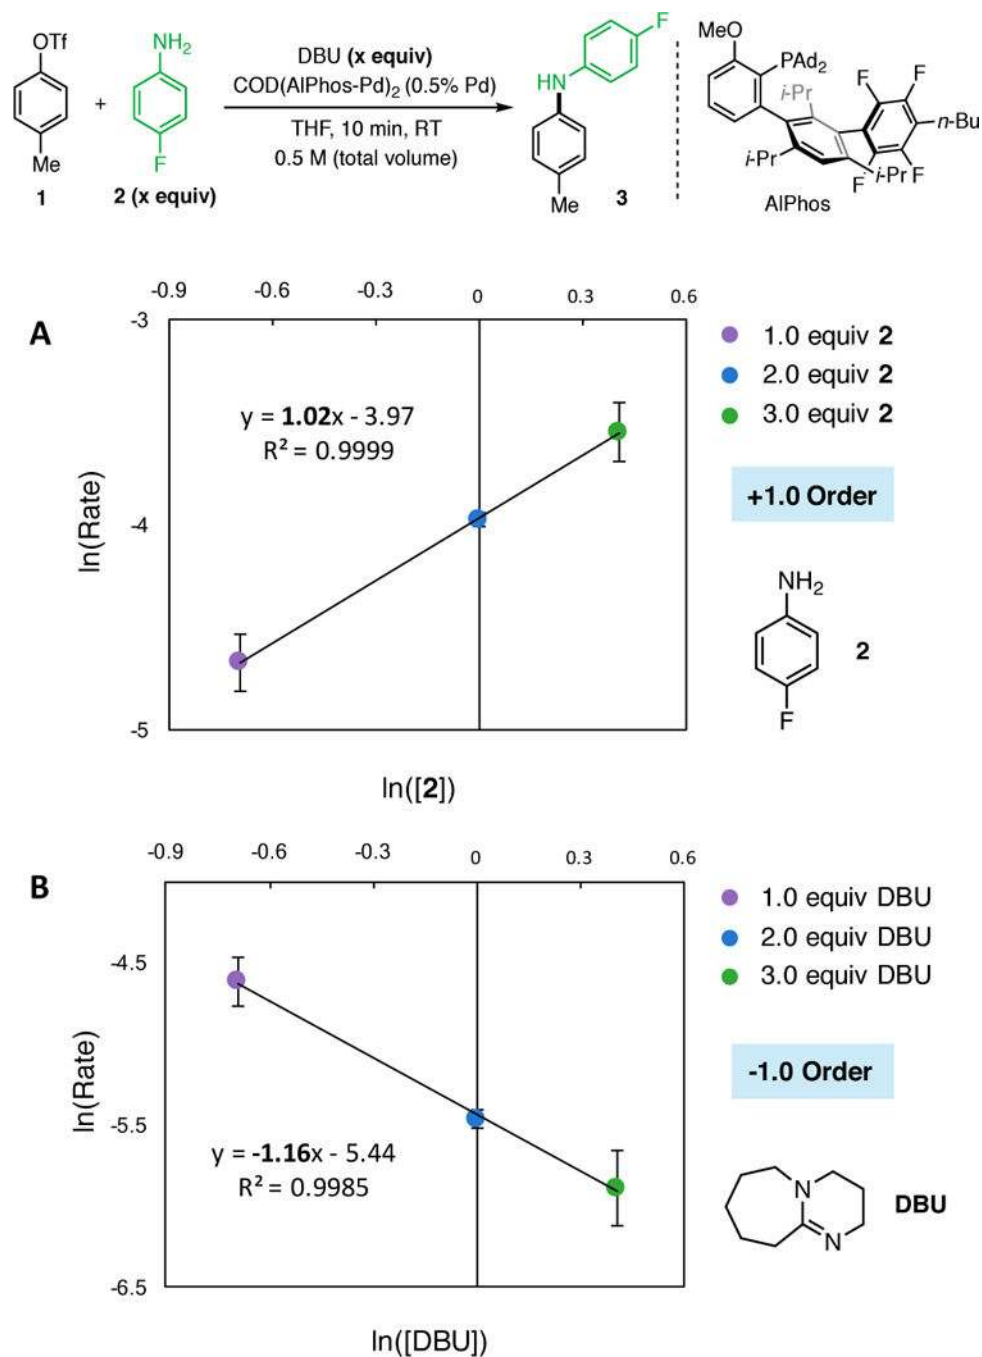 OTf
Me
1
+
NH2
F
2 (x equiv)
DBU (x equiv)
COD(AlPhos-Pd)2 (0.5% Pd)
THF, 10 min, RT
0.5 M (total volume)
F
HN
Me
3
MeO
PAd2
i-Pr
i-Pr
F
F
n-Bu
F
F
i-Pr
AlPhos
A
-0.9 -0.6 -0.3 0 0.3 0.6
-3
-4
-5
ln(Rate)
y = 1.02x - 3.97
R² = 0.9999
ln([2])
1.0 equiv 2
2.0 equiv 2
3.0 equiv 2
+1.0 Order
NH2
F
2
B
-0.9 -0.6 -0.3 0 0.3 0.6
-4.5
-5.5
-6.5
ln(Rate)
y = -1.16x - 5.44
R² = 0.9985
ln([DBU])
1.0 equiv DBU
2.0 equiv DBU
3.0 equiv DBU
-1.0 Order
N
N
DBU